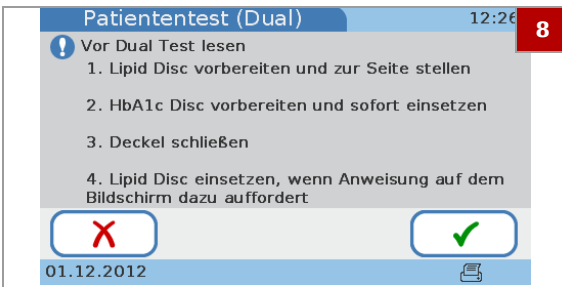 Patiententest (Dual)
12:26
8
Vor Dual Test lesen
1. Lipid Disc vorbereiten und zur Seite stellen
2. HbA1c Disc vorbereiten und sofort einsetzen
3. Deckel schließen
4. Lipid Disc einsetzen, wenn Anweisung auf dem
Bildschirm dazu auffordert
01.12.2012